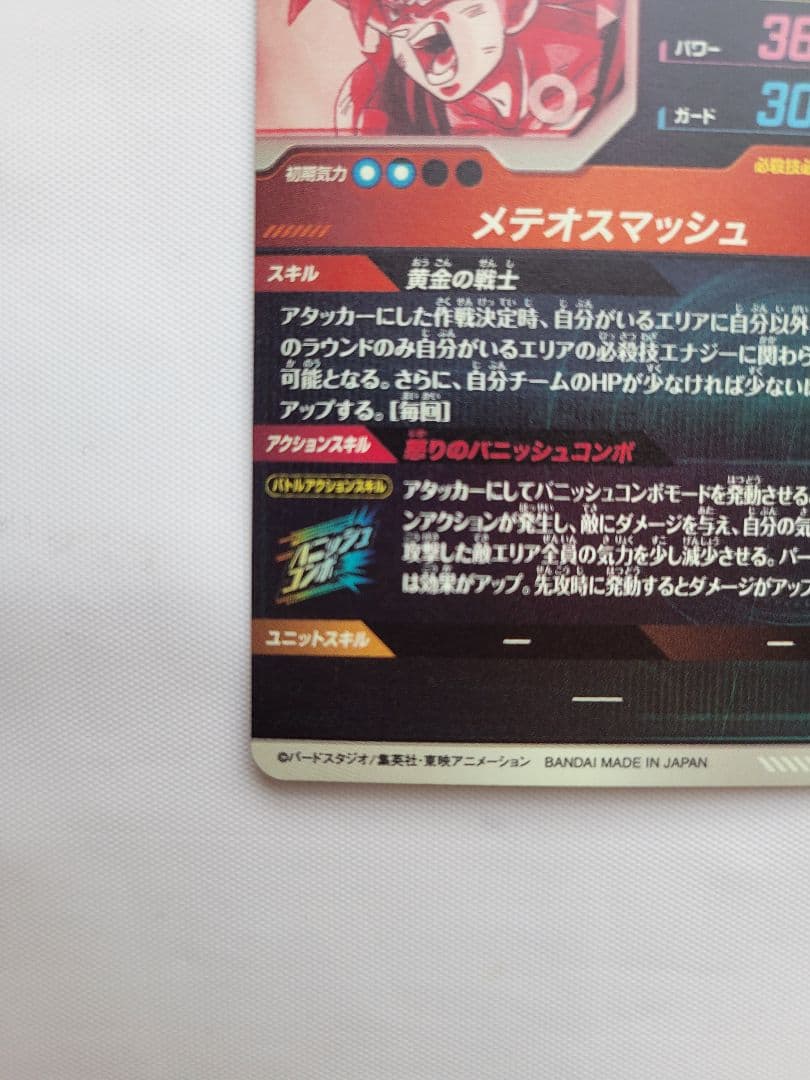 パワー 36
ガード 30
初期気力
必殺技必
メテオスマッシュ
スキル 黄金の戦士
アタッカーにした作戦決定時、自分がいるエリアに自分以外
のラウンドのみ自分がいるエリアの必殺技エナジーに関わら
可能となる。さらに、自分チームのHPが少なければ少ないほ
アップする。[毎回]
アクションスキル 怒りのバニッシュコンボ
バトルアクションスキル
アタッカーにしてバニッシュコンボモードを発動させる
ンアクションが発生し、敵にダメージを与え、自分の気
攻撃した敵エリア全員の気力を少し減少させる。パー
は効果がアップ。先攻時に発動するとダメージがアップ
バニッシュ
コンボ
ユニットスキル — —
—
©バードスタジオ/集英社・東映アニメーション BANDAI MADE IN JAPAN